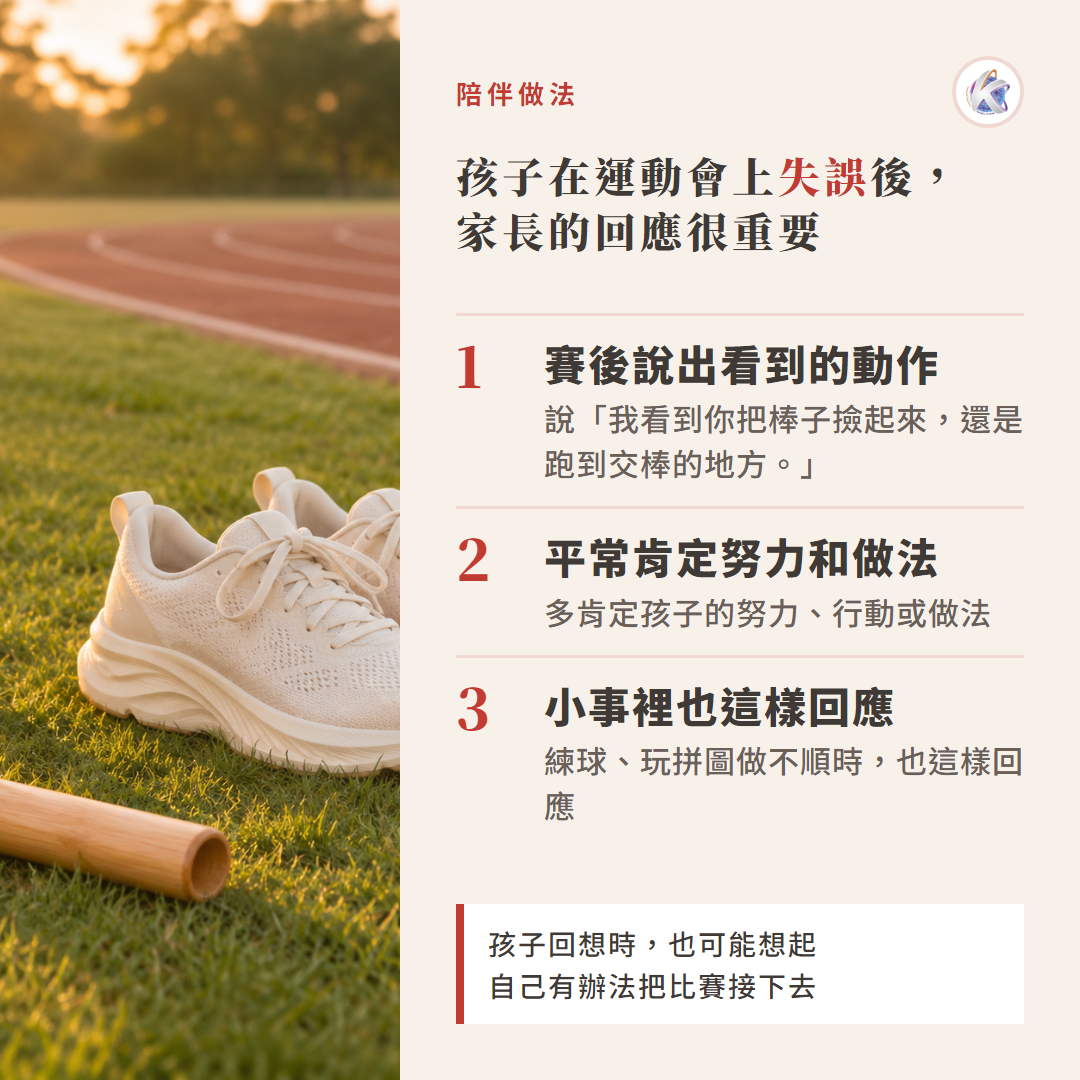 陪伴做法
孩子在運動會上失誤後，
家長的回應很重要
1
賽後說出看到的動作
說「我看到你把棒子撿起來，還是
跑到交棒的地方。」
2
平常肯定努力和做法
多肯定孩子的努力、行動或做法
3
小事裡也這樣回應
練球、玩拼圖做不順時，也這樣回
應
孩子回想時，也可能想起
自己有辦法把比賽接下去